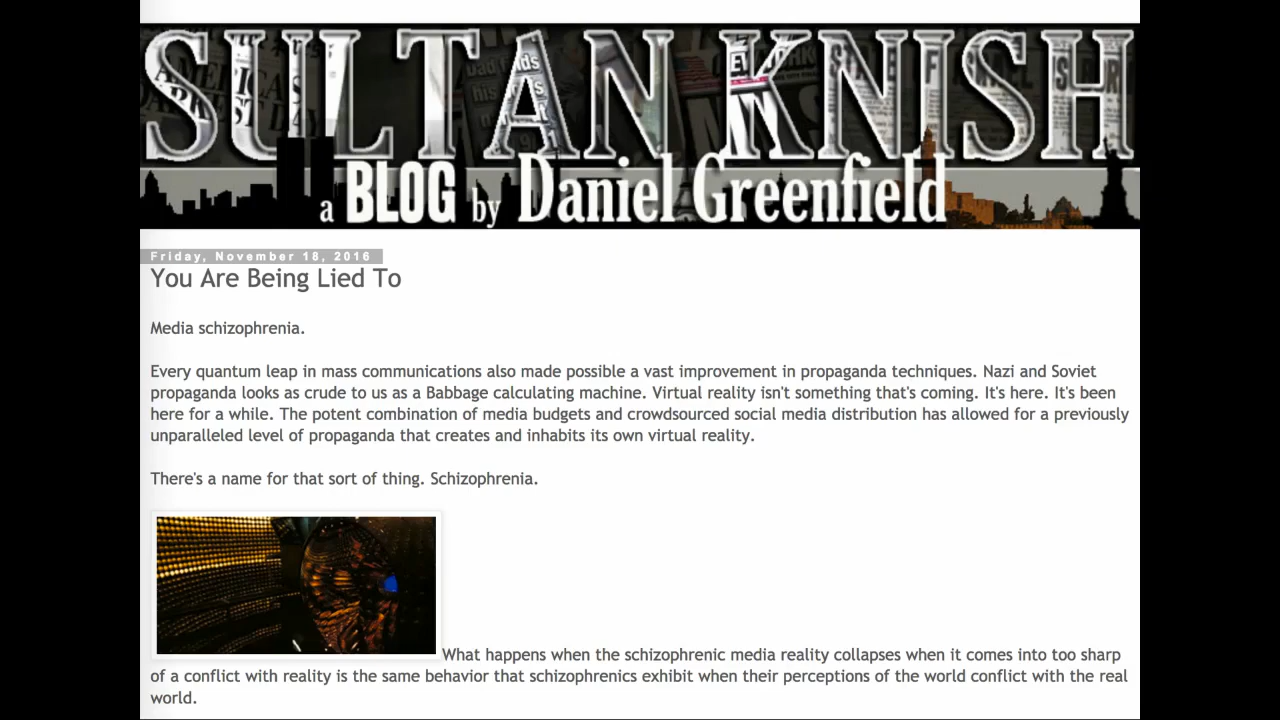 SULTAN KNISH
a BLOG by Daniel Greenfield
Friday, November 18, 2016
You Are Being Lied To
Media schizophrenia.
Every quantum leap in mass communications also made possible a vast improvement in propaganda techniques. Nazi and Soviet
propaganda looks as crude to us as a Babbage calculating machine. Virtual reality isn't something that's coming. It's here. It's been
here for a while. The potent combination of media budgets and crowdsourced social media distribution has allowed for a previously
unparalleled level of propaganda that creates and inhabits its own virtual reality.
There's a name for that sort of thing. Schizophrenia.
What happens when the schizophrenic media reality collapses when it comes into too sharp
of a conflict with reality is the same behavior that schizophrenics exhibit when their perceptions of the world conflict with the real
world.